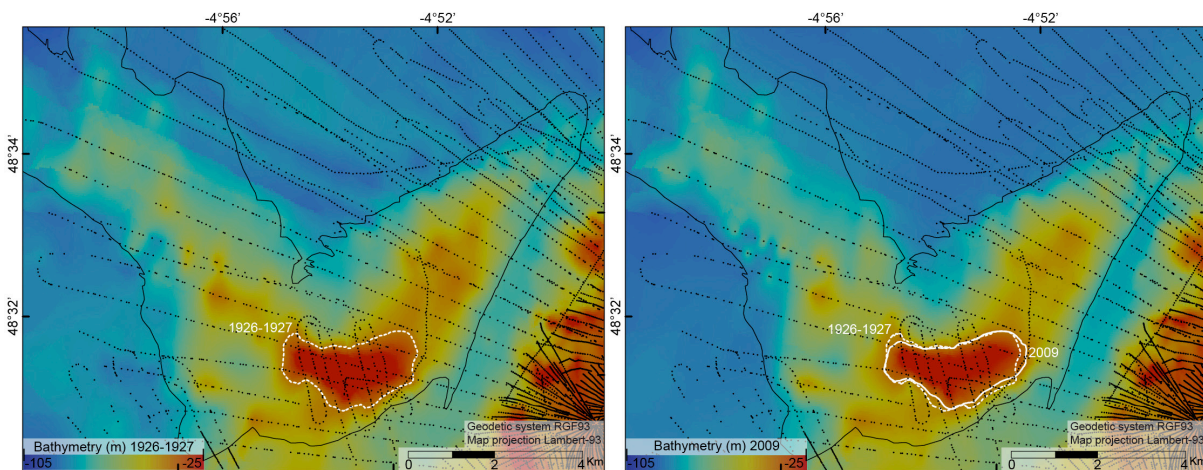 -4°56'
-4°52'
48°34'
48°32'
1926-1927
Bathymetry (m) 1926-1927
-105
-25
Geodetic system RGF93
Map projection Lambert-93
0
2
4
Km
-4°56'
-4°52'
48°34'
48°32'
1926-1927
2009
Bathymetry (m) 2009
-105
-25
Geodetic system RGF93
Map projection Lambert-93
0
2
4
Km